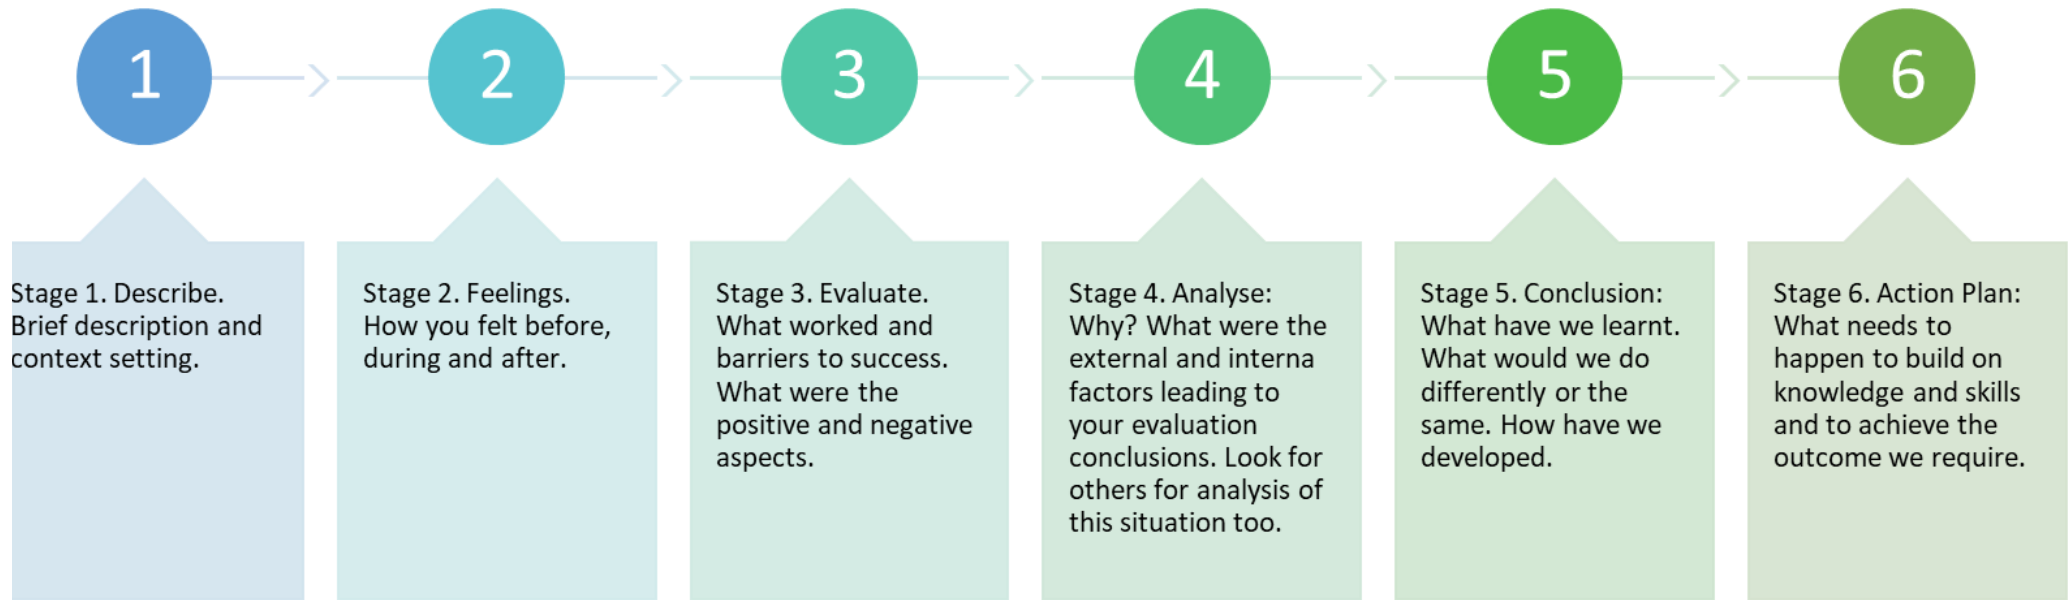 1
2
3
4
5
6
Stage 1. Describe.
Brief description and
context setting.
Stage 2. Feelings.
How you felt before,
during and after.
Stage 3. Evaluate.
What worked and
barriers to success.
What were the
positive and negative
aspects.
Stage 4. Analyse:
Why? What were the
external and interna
factors leading to
your evaluation
conclusions. Look for
others for analysis of
this situation too.
Stage 5. Conclusion:
What have we learnt.
What would we do
differently or the
same. How have we
developed.
Stage 6. Action Plan:
What needs to
happen to build on
knowledge and skills
and to achieve the
outcome we require.